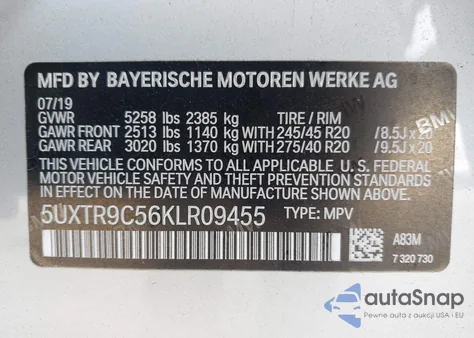 MFD BY BAYERISCHE MOTOREN WERKE AG
07/19
GVWR 5258 lbs 2385 kg TIRE / RIM
GAWR FRONT 2513 lbs 1140 kg WITH 245/45 R20 /8.5J x 20
GAWR REAR 3020 lbs 1370 kg WITH 275/40 R20 /9.5J x 20
THIS VEHICLE CONFORMS TO ALL APPLICABLE U.S. FEDERAL
MOTOR VEHICLE SAFETY, BUMPER, AND THEFT PREVENTION
STANDARDS IN EFFECT ON THE DATE OF MANUFACTURE SHOWN ABOVE.
5UXTR9C56KLR09455 TYPE: MPV
A83M
7 320 730
BMW
autoSnap
Pewne auta z USA i EU